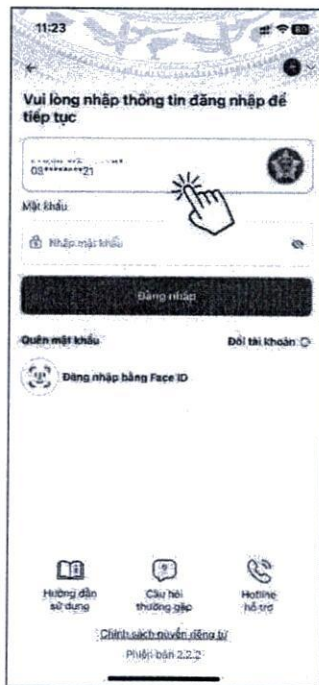 11:23
Vui lòng nhập thông tin đăng nhập để
tiếp tục
03********21
Mật khẩu
Nhập mật khẩu
Đăng nhập
Quên mật khẩu
Đổi tài khoản
Đăng nhập bằng Face ID
Hướng dẫn
sử dụng
Câu hỏi
thường gặp
Hotline
hỗ trợ
Chính sách quyền riêng tư
Phiên bản 2.2.2